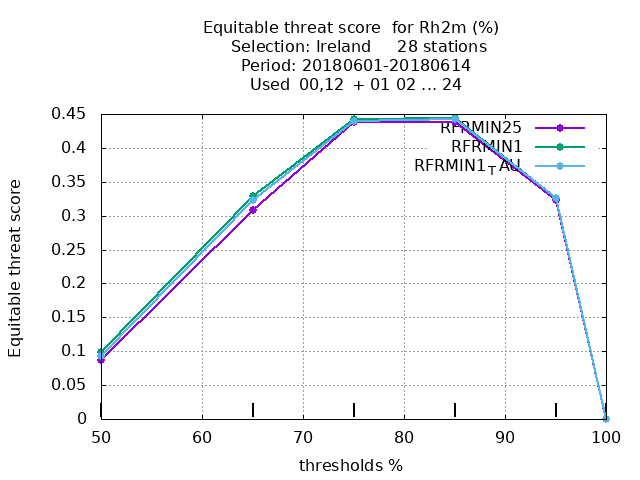 Equitable threat score  for Rh2m (%)
Selection: Ireland     28 stations
Period: 20180601-20180614
Used  00,12  + 01 02 ... 24
0.45
0.4
0.35
0.3
0.25
0.2
0.15
0.1
0.05
0
Equitable threat score
RFRMIN25
RFRMIN1
RFRMIN1TAU
50
60
70
80
90
100
thresholds %